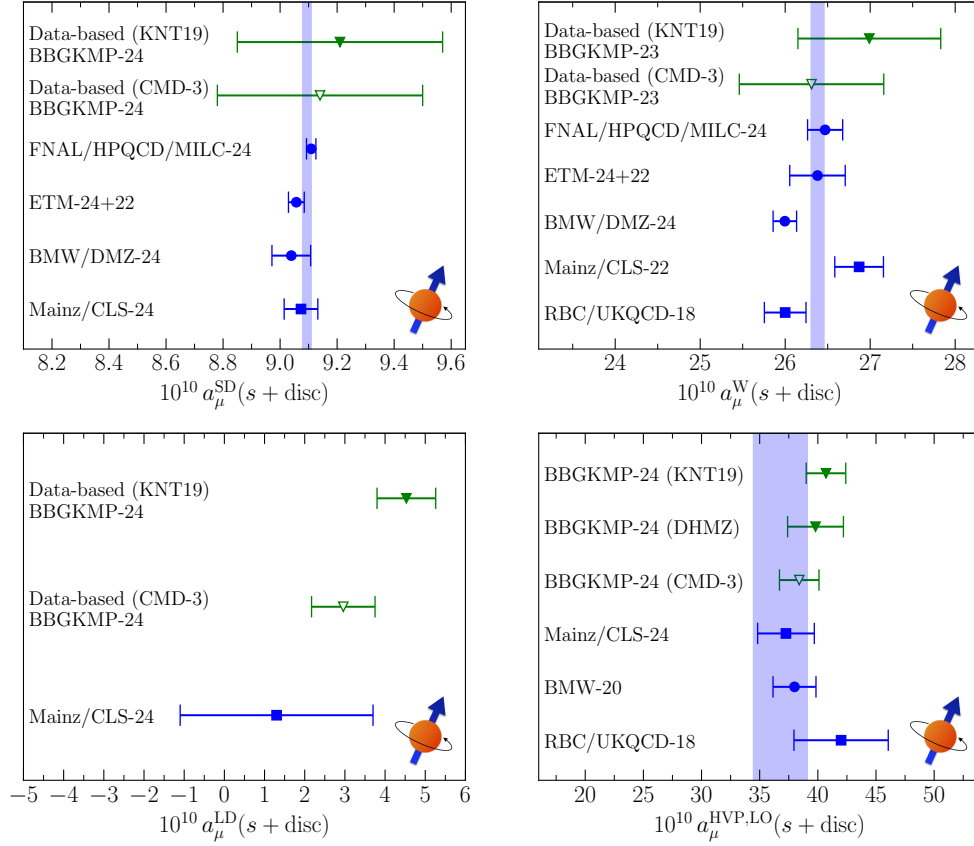 Data-based (KNT19)
BBGKMP-24
Data-based (CMD-3)
BBGKMP-24
FNAL/HPQCD/MILC-24
ETM-24+22
BMW/DMZ-24
Mainz/CLS-24
8.2 8.4 8.6 8.8 9.0 9.2 9.4 9.6
10^{10} a_μ^{SD}(s + disc)
Data-based (KNT19)
BBGKMP-23
Data-based (CMD-3)
BBGKMP-23
FNAL/HPQCD/MILC-24
ETM-24+22
BMW/DMZ-24
Mainz/CLS-22
RBC/UKQCD-18
24 25 26 27 28
10^{10} a_μ^{W}(s + disc)
Data-based (KNT19)
BBGKMP-24
Data-based (CMD-3)
BBGKMP-24
Mainz/CLS-24
−5 −4 −3 −2 −1 0 1 2 3 4 5 6
10^{10} a_μ^{LD}(s + disc)
BBGKMP-24 (KNT19)
BBGKMP-24 (DHMZ)
BBGKMP-24 (CMD-3)
Mainz/CLS-24
BMW-20
RBC/UKQCD-18
20 25 30 35 40 45 50
10^{10} a_μ^{HVP,LO}(s + disc)